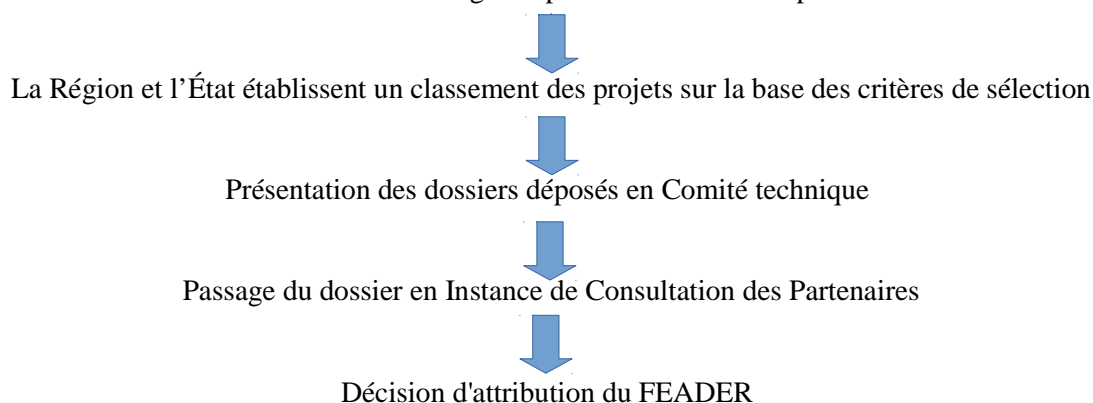 La Région et l’État établissent un classement des projets sur la base des critères de sélection
Présentation des dossiers déposés en Comité technique
Passage du dossier en Instance de Consultation des Partenaires
Décision d'attribution du FEADER